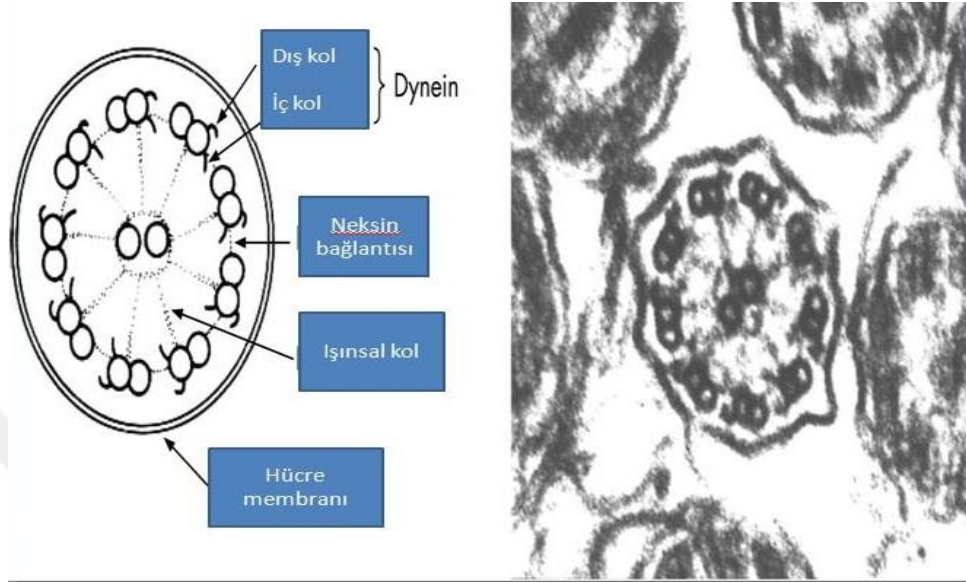 Dış kol
İç kol
Dynein
Neksin
bağlantısı
Işınsal kol
Hücre
membranı